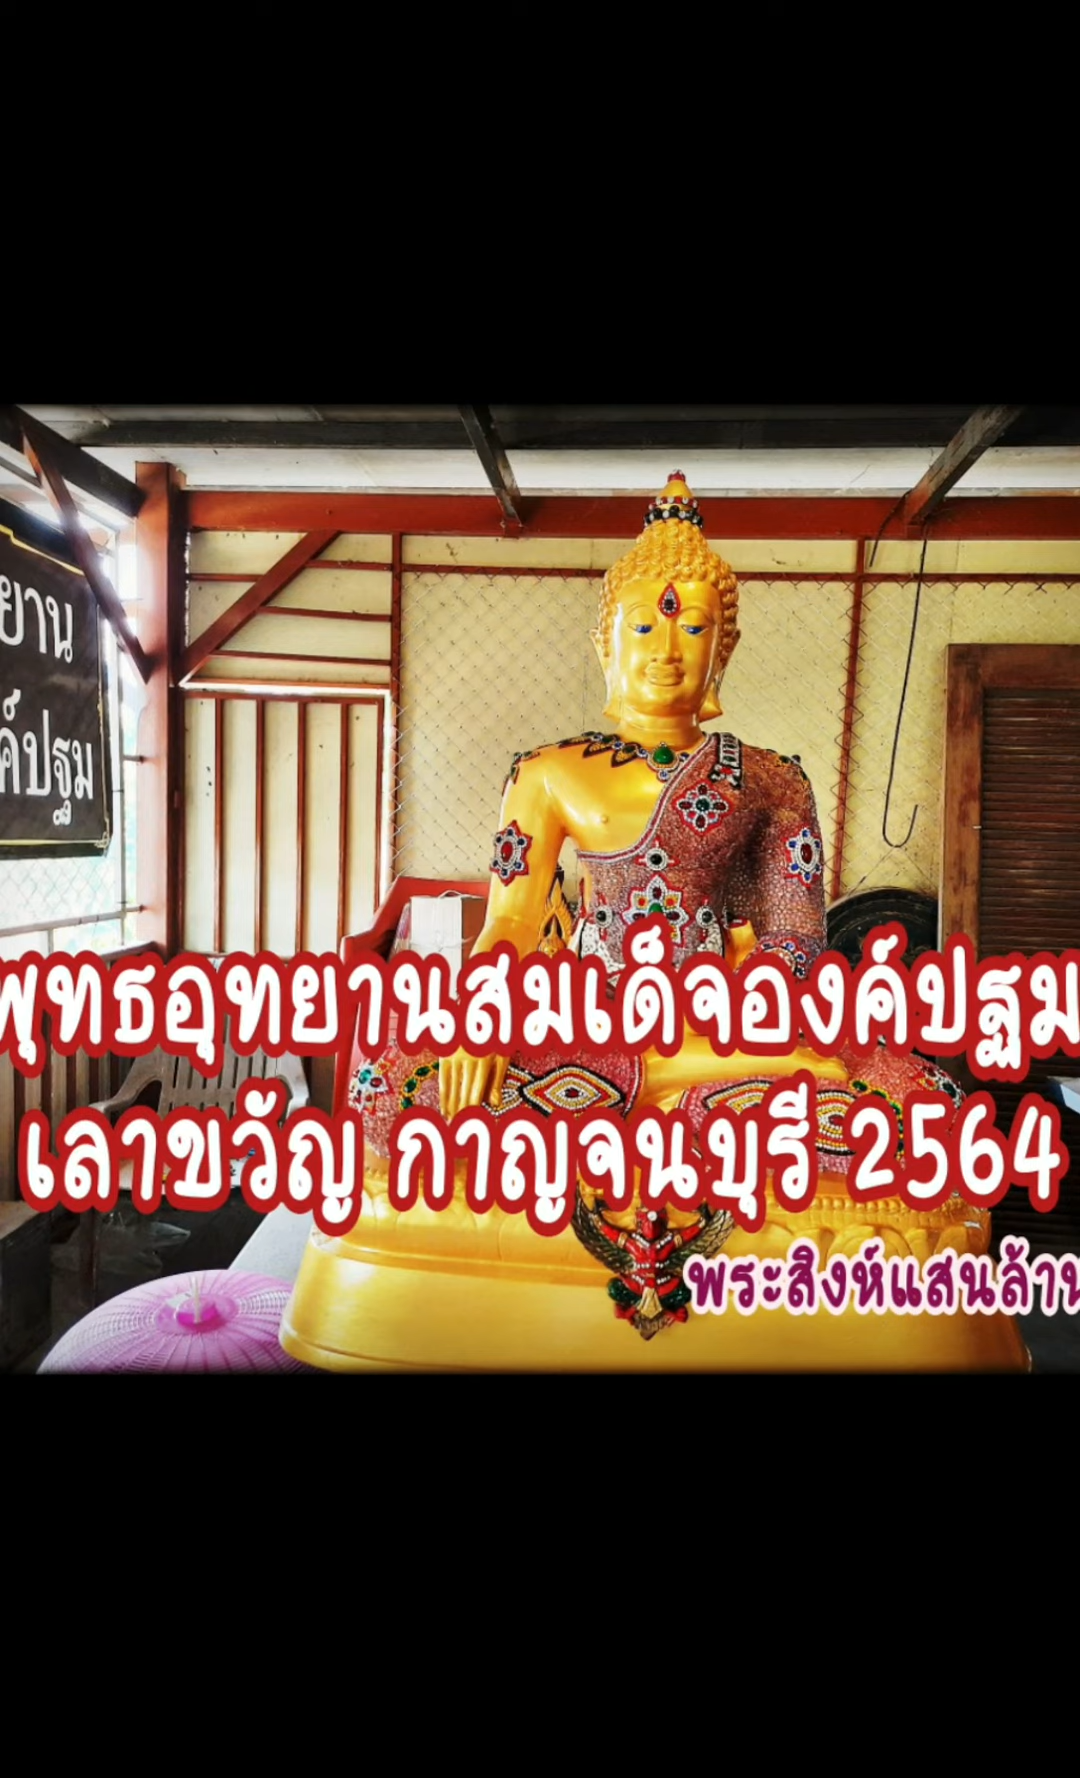 ยาน
ค์ปฐม
พุทธอุทยานสมเด็จองค์ปฐม
เลาขวัญ กาญจนบุรี 2564
พระสิงห์แสนล้าน